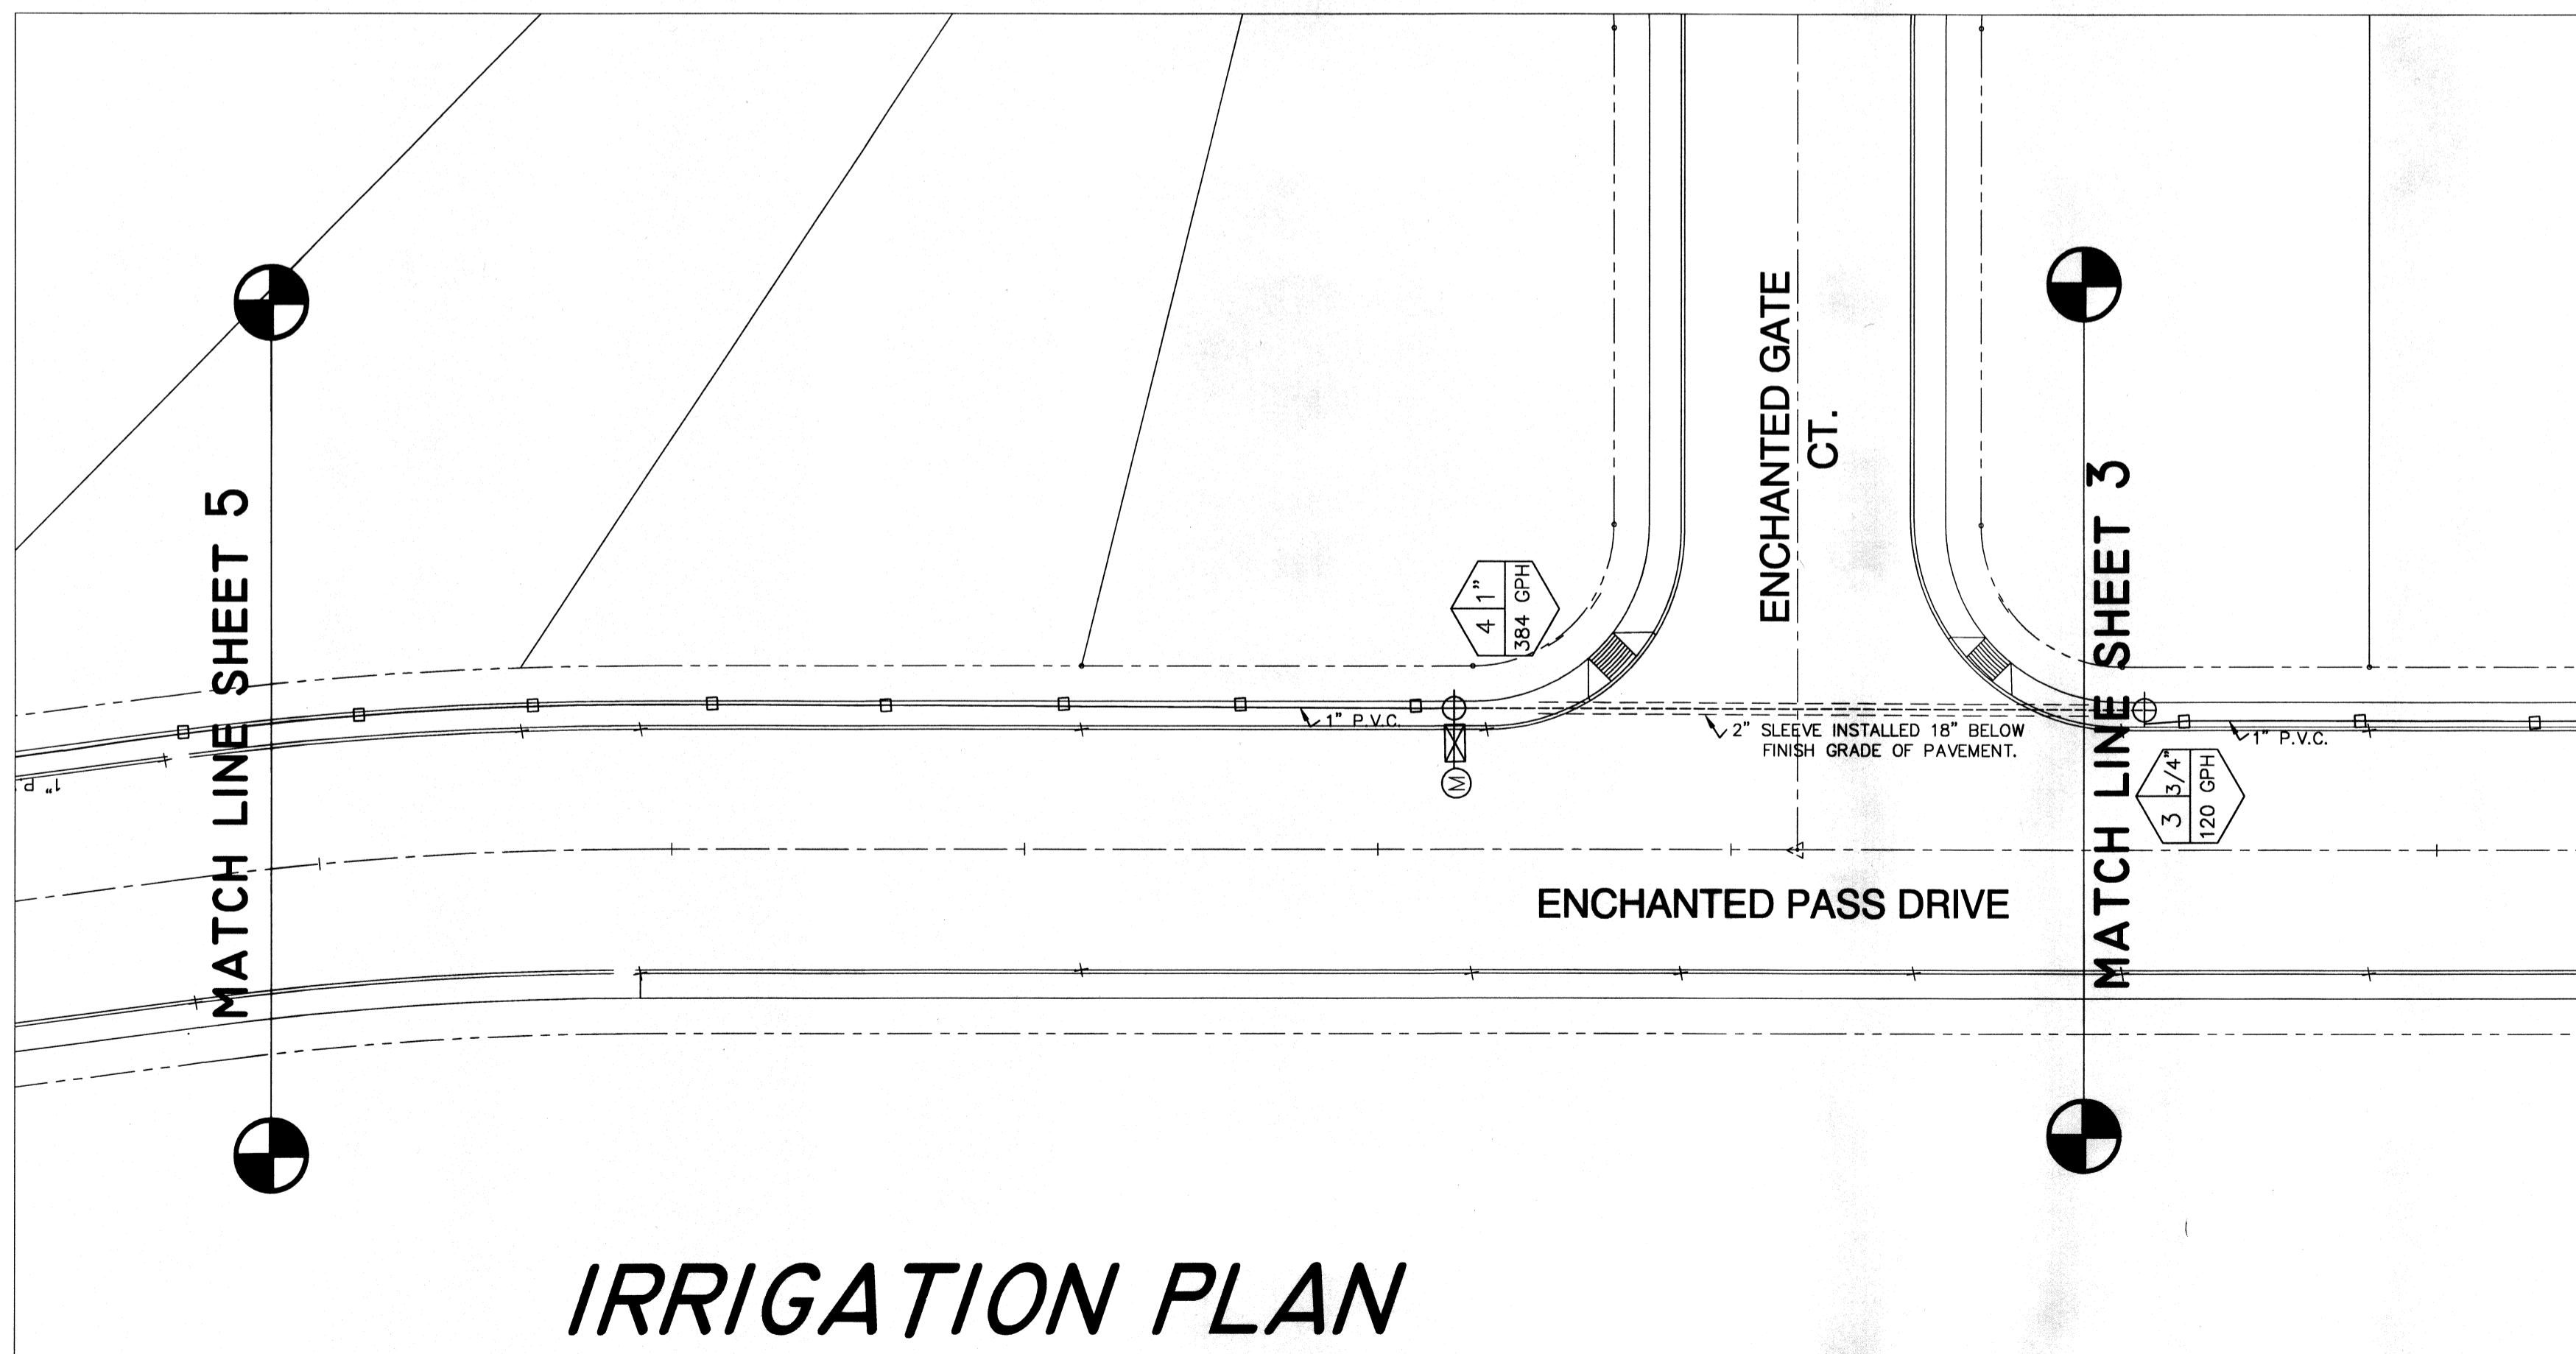 ENCHANTED GATE
CT.
MATCH LINE SHEET 5
MATCH LINE SHEET 3
4 1"
384 GPH
1" P.V.C.
2" SLEEVE INSTALLED 18" BELOW
FINISH GRADE OF PAVEMENT.
1" P.V.C.
3 3/4"
120 GPH
1" P.
M
ENCHANTED PASS DRIVE
IRRIGATION PLAN